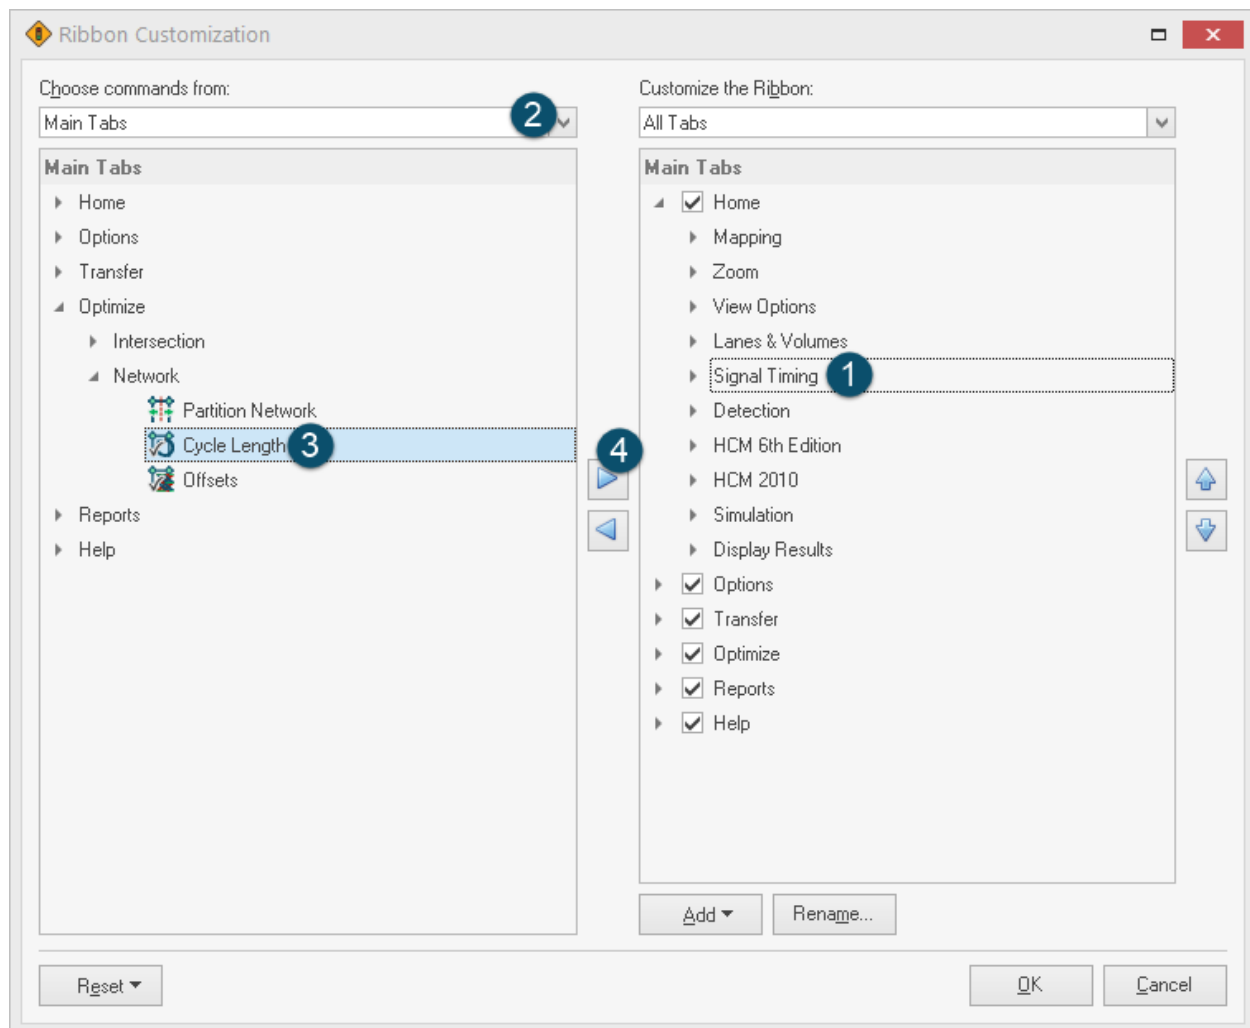 Ribbon Customization
Choose commands from:
Main Tabs
2
Main Tabs
Home
Options
Transfer
Optimize
Intersection
Network
Partition Network
Cycle Length
3
Offsets
Reports
Help
4
Customize the Ribbon:
All Tabs
Main Tabs
Home
Mapping
Zoom
View Options
Lanes & Volumes
Signal Timing
1
Detection
HCM 6th Edition
HCM 2010
Simulation
Display Results
Options
Transfer
Optimize
Reports
Help
Add
Rename...
Reset
OK
Cancel